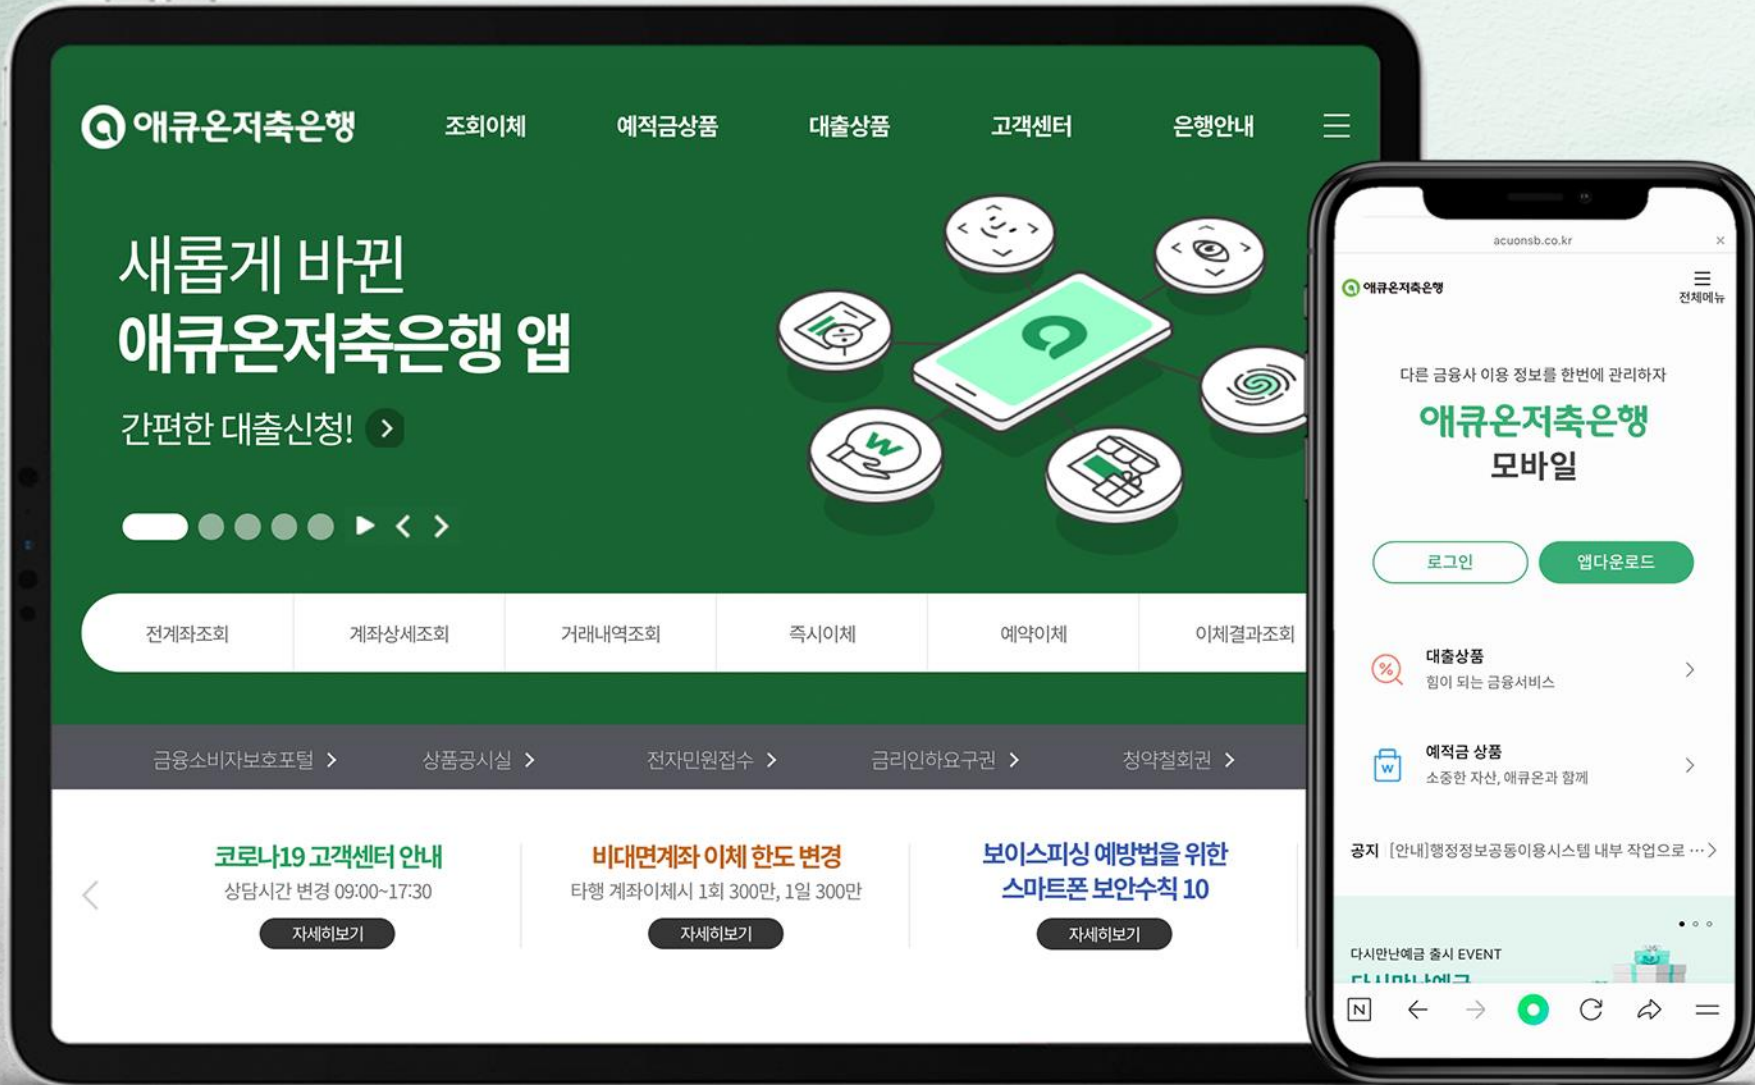 애큐온저축은행 조회이체 예적금상품 대출상품 고객센터 은행안내
새롭게 바뀐
애큐온저축은행 앱
간편한 대출신청!
전계좌조회 계좌상세조회 거래내역조회 즉시이체 예약이체 이체결과조회
금융소비자보호포털 상품공시실 전자민원접수 금리인하요구권 청약철회권
코로나19 고객센터 안내
상담시간 변경 09:00~17:30
자세히보기
비대면계좌 이체 한도 변경
타행 계좌이체시 1회 300만, 1일 300만
자세히보기
보이스피싱 예방법을 위한
스마트폰 보안수칙 10
자세히보기
acuonsb.co.kr
애큐온저축은행
전체메뉴
다른 금융사 이용 정보를 한번에 관리하자
애큐온저축은행
모바일
로그인 앱다운로드
대출상품
힘이 되는 금융서비스
예적금 상품
소중한 자산, 애큐온과 함께
공지 [안내]행정정보공동이용시스템 내부 작업으로 …
다시만난예금 출시 EVENT
다시만난예금